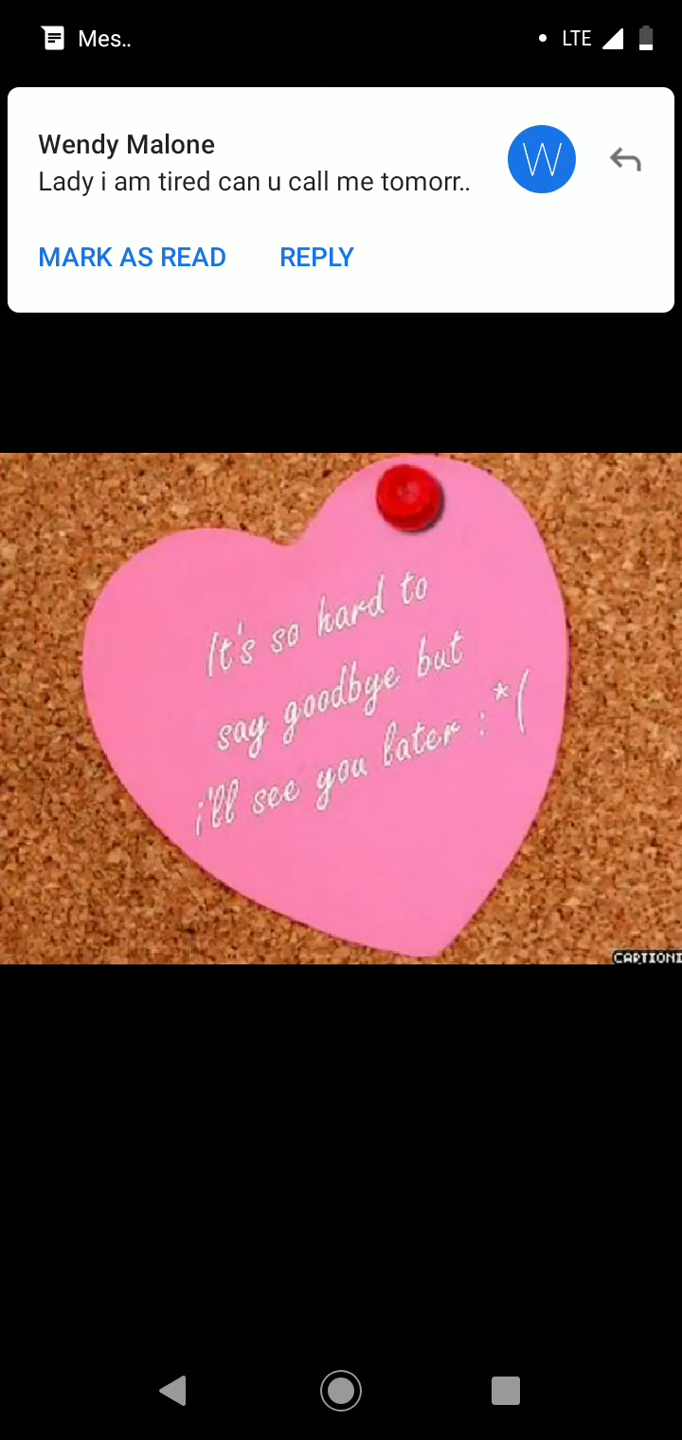 Mes..
LTE
Wendy Malone
W
Lady i am tired can u call me tomorr..
MARK AS READ
REPLY
It's so hard to
say goodbye but
i'll see you later :*(
CAPTIONI